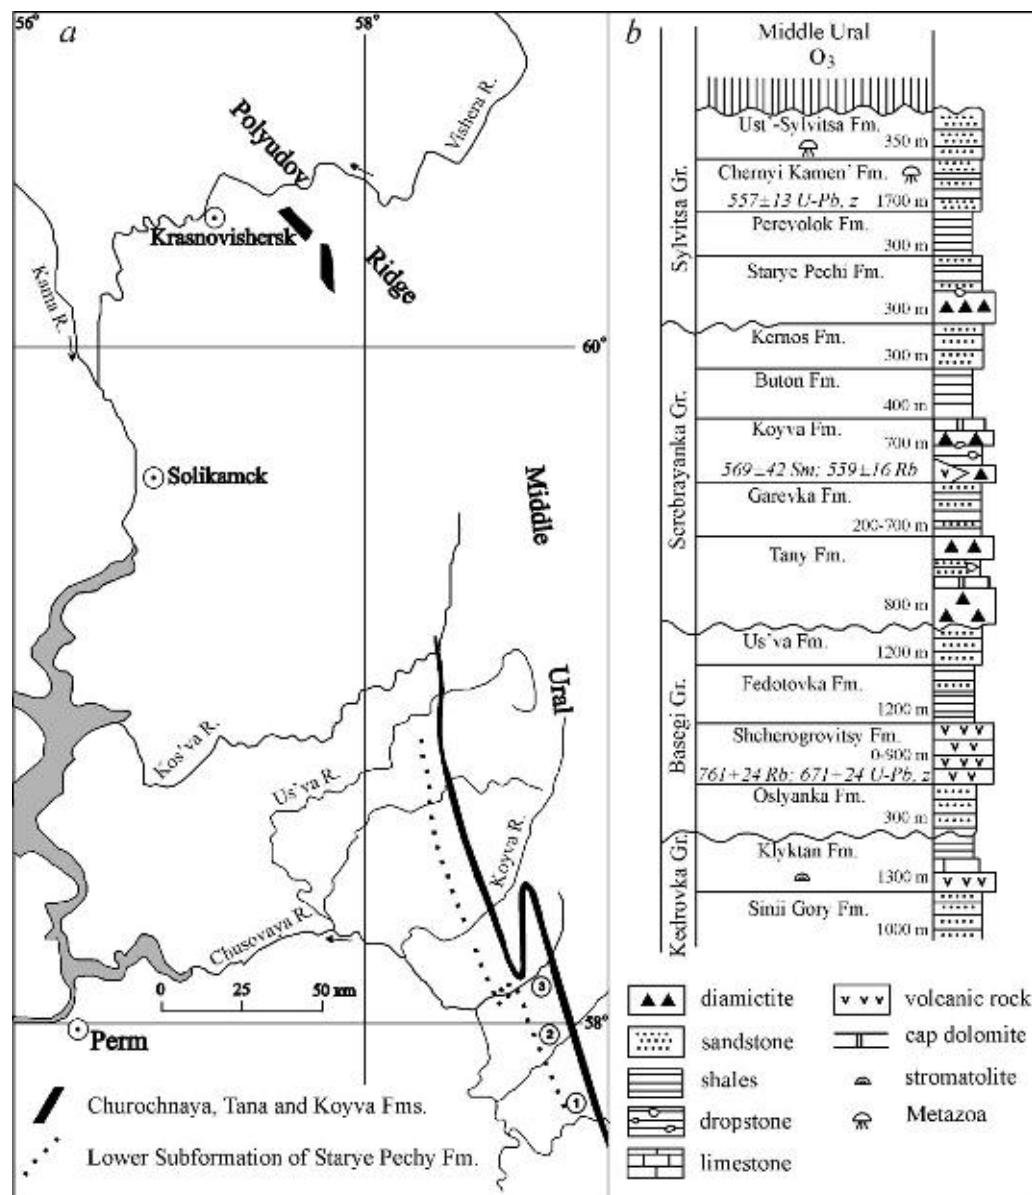 56°
a
58°
Vishera R.
Polyudov
Krasnovishersk
Ridge
Kama R.
60°
Solikamck
Middle
Ural
Kos'va R.
Us'va R.
Koyva R.
Chusovaya R.
0 25 50 km
3
58°
2
Perm
1
Churochnaya, Tana and Koyva Fms.
Lower Subformation of Starye Pechy Fm.
b
Middle Ural
O3
Sylvitsa Gr.
Ust'-Sylvitsa Fm.
350 m
Chernyi Kamen' Fm.
557±13 U-Pb, z 1700 m
Perevolok Fm.
300 m
Starye Pechi Fm.
300 m
Serebrayanka Gr.
Kernos Fm.
300 m
Buton Fm.
400 m
Koyva Fm.
700 m
569±42 Sm; 559±16 Rb
Garevka Fm.
200-700 m
Tany Fm.
800 m
Basegi Gr.
Us'va Fm.
1200 m
Fedotovka Fm.
1200 m
Shcherogrovitsy Fm.
0-900 m
761+24 Rb; 671+24 U-Pb, z
Oslyanka Fm.
300 m
Kedrovka Gr.
Klyktan Fm.
1300 m
Sinii Gory Fm.
1000 m
diamictite
sandstone
shales
dropstone
limestone
volcanic rock
cap dolomite
stromatolite
Metazoa